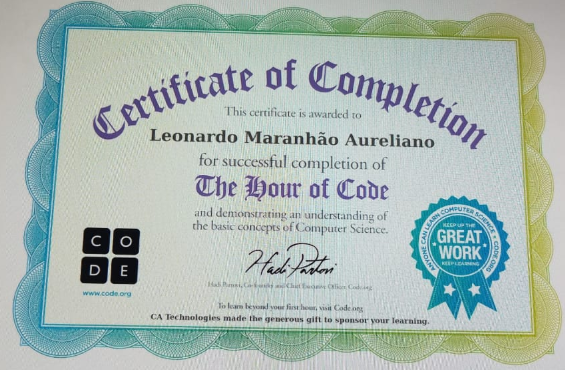 Certificate of Completion
This certificate is awarded to
Leonardo Maranhão Aureliano
for successful completion of
The Hour of Code
and demonstrating an understanding of
the basic concepts of Computer Science.
C O
D E
www.code.org
Hadi Partovi
Hadi Partovi, Co-founder and Chief Executive Officer, Code.org
ANYONE CAN LEARN COMPUTER SCIENCE • CODE.ORG
KEEP UP THE
GREAT
WORK
KEEP LEARNING
To learn beyond your first hour, visit Code.org
CA Technologies made the generous gift to sponsor your learning.